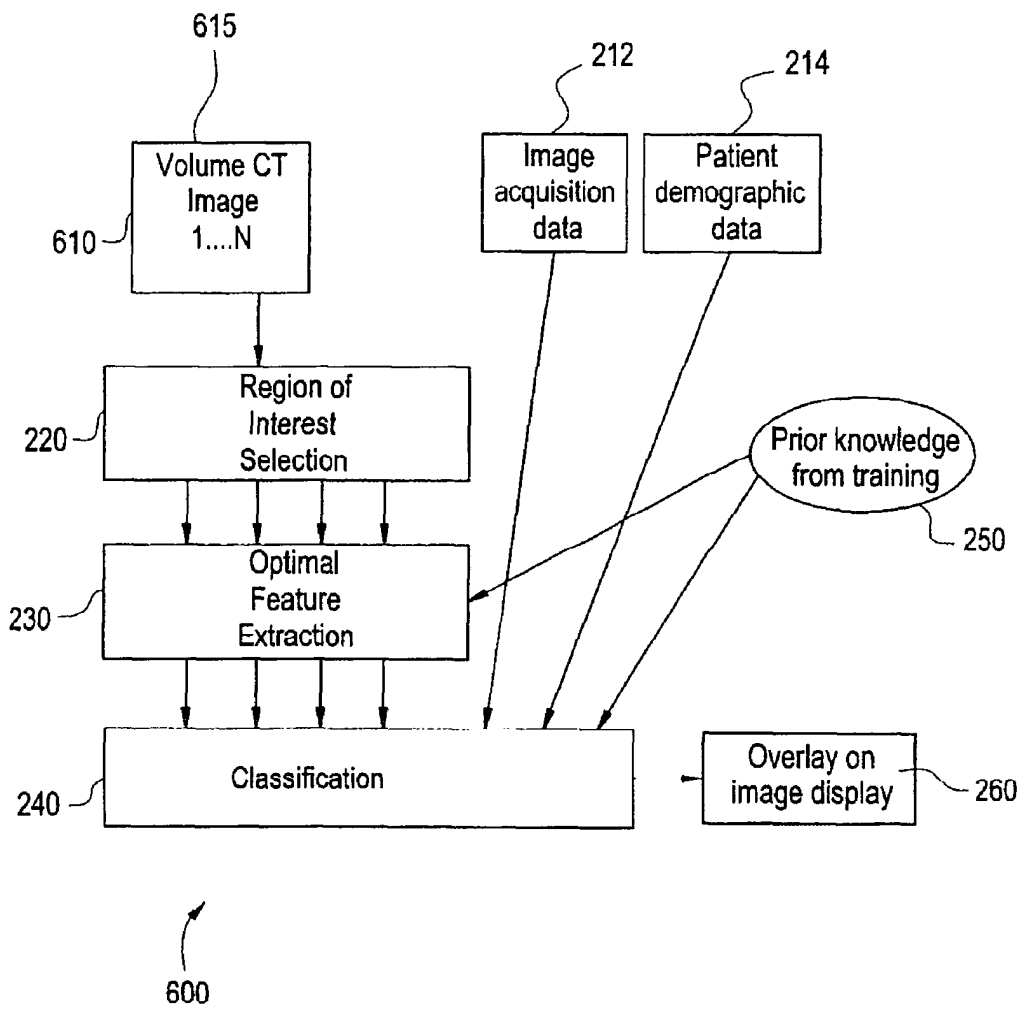 615
212
214
Volume CT
Image
1....N
610
Image
acquisition
data
Patient
demographic
data
Region of
Interest
Selection
220
Prior knowledge
from training
250
Optimal
Feature
Extraction
230
Classification
240
Overlay on
image display
260
600